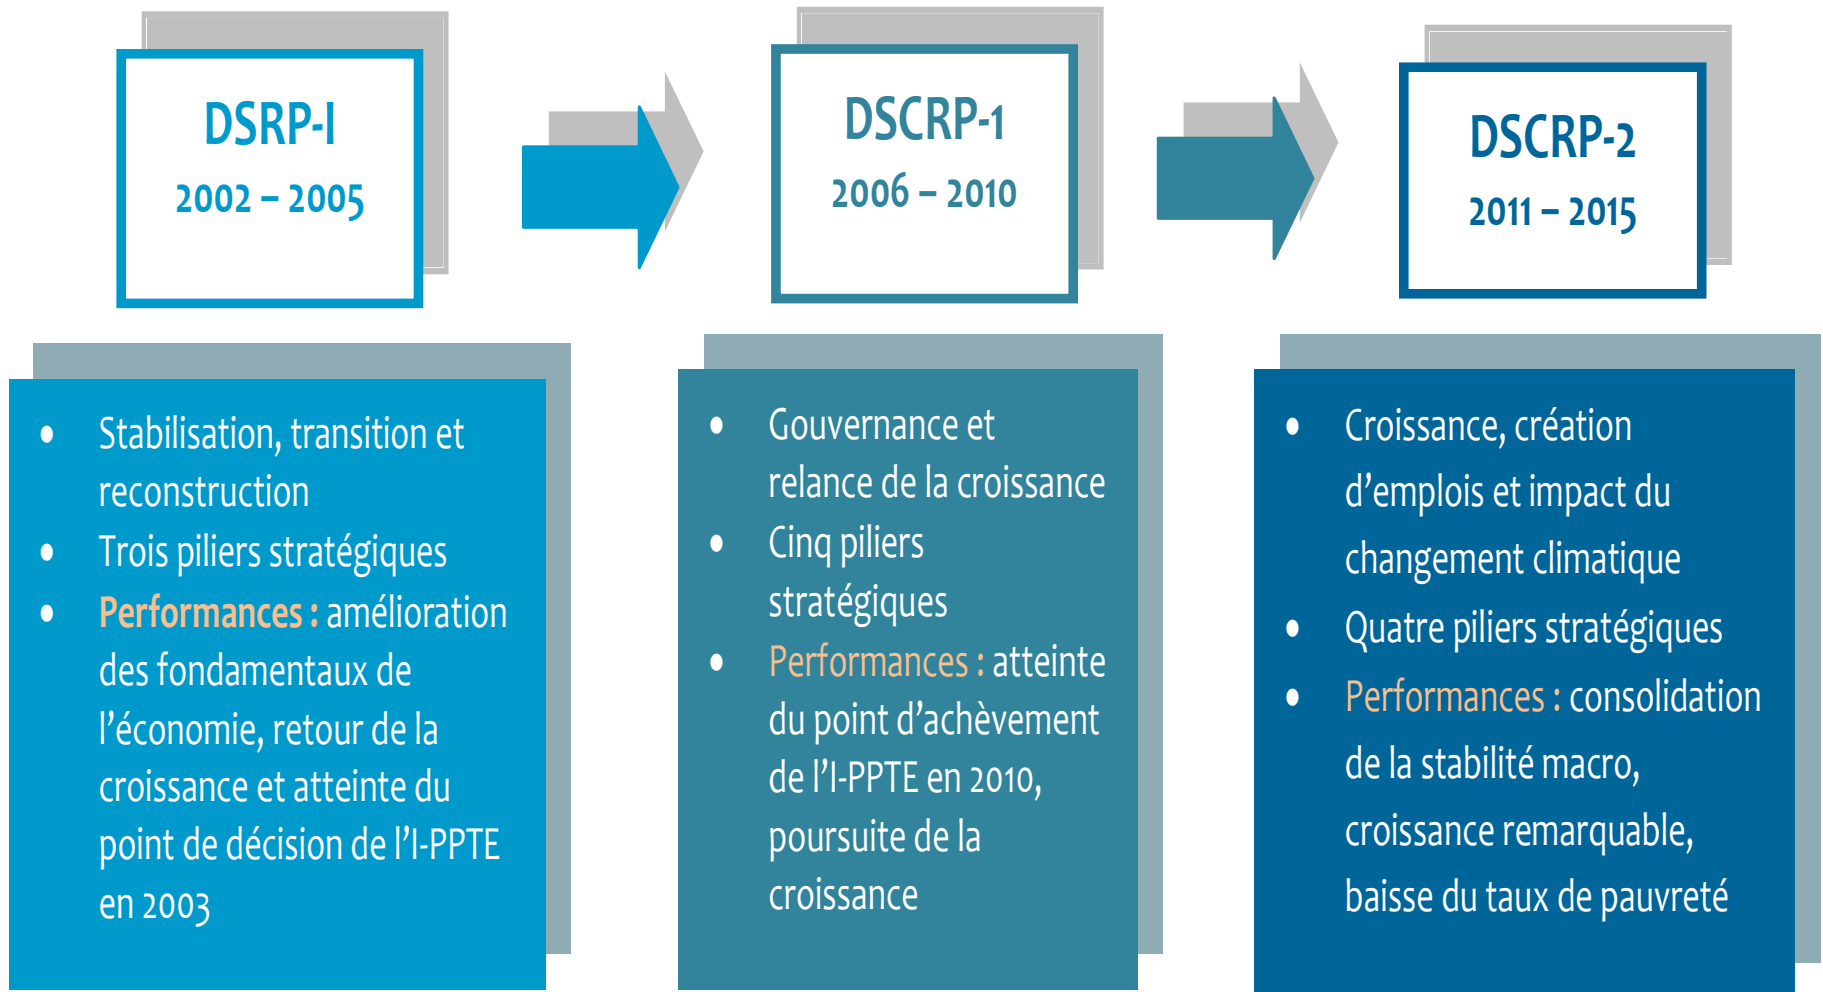 DSRP-I
2002 – 2005
DSCRP-1
2006 – 2010
DSCRP-2
2011 – 2015
• Stabilisation, transition et
reconstruction
• Trois piliers stratégiques
• Performances : amélioration
des fondamentaux de
l’économie, retour de la
croissance et atteinte du
point de décision de l’I-PPTE
en 2003
• Gouvernance et
relance de la croissance
• Cinq piliers
stratégiques
• Performances : atteinte
du point d’achèvement
de l’I-PPTE en 2010,
poursuite de la
croissance
• Croissance, création
d’emplois et impact du
changement climatique
• Quatre piliers stratégiques
• Performances : consolidation
de la stabilité macro,
croissance remarquable,
baisse du taux de pauvreté